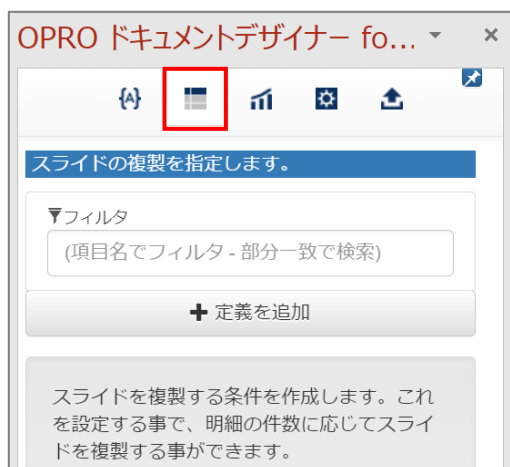 OPRO ドキュメントデザイナー fo...
{A}
スライドの複製を指定します。
フィルタ
(項目名でフィルタ - 部分一致で検索)
+ 定義を追加
スライドを複製する条件を作成します。これ
を設定する事で、明細の件数に応じてスライ
ドを複製する事ができます。